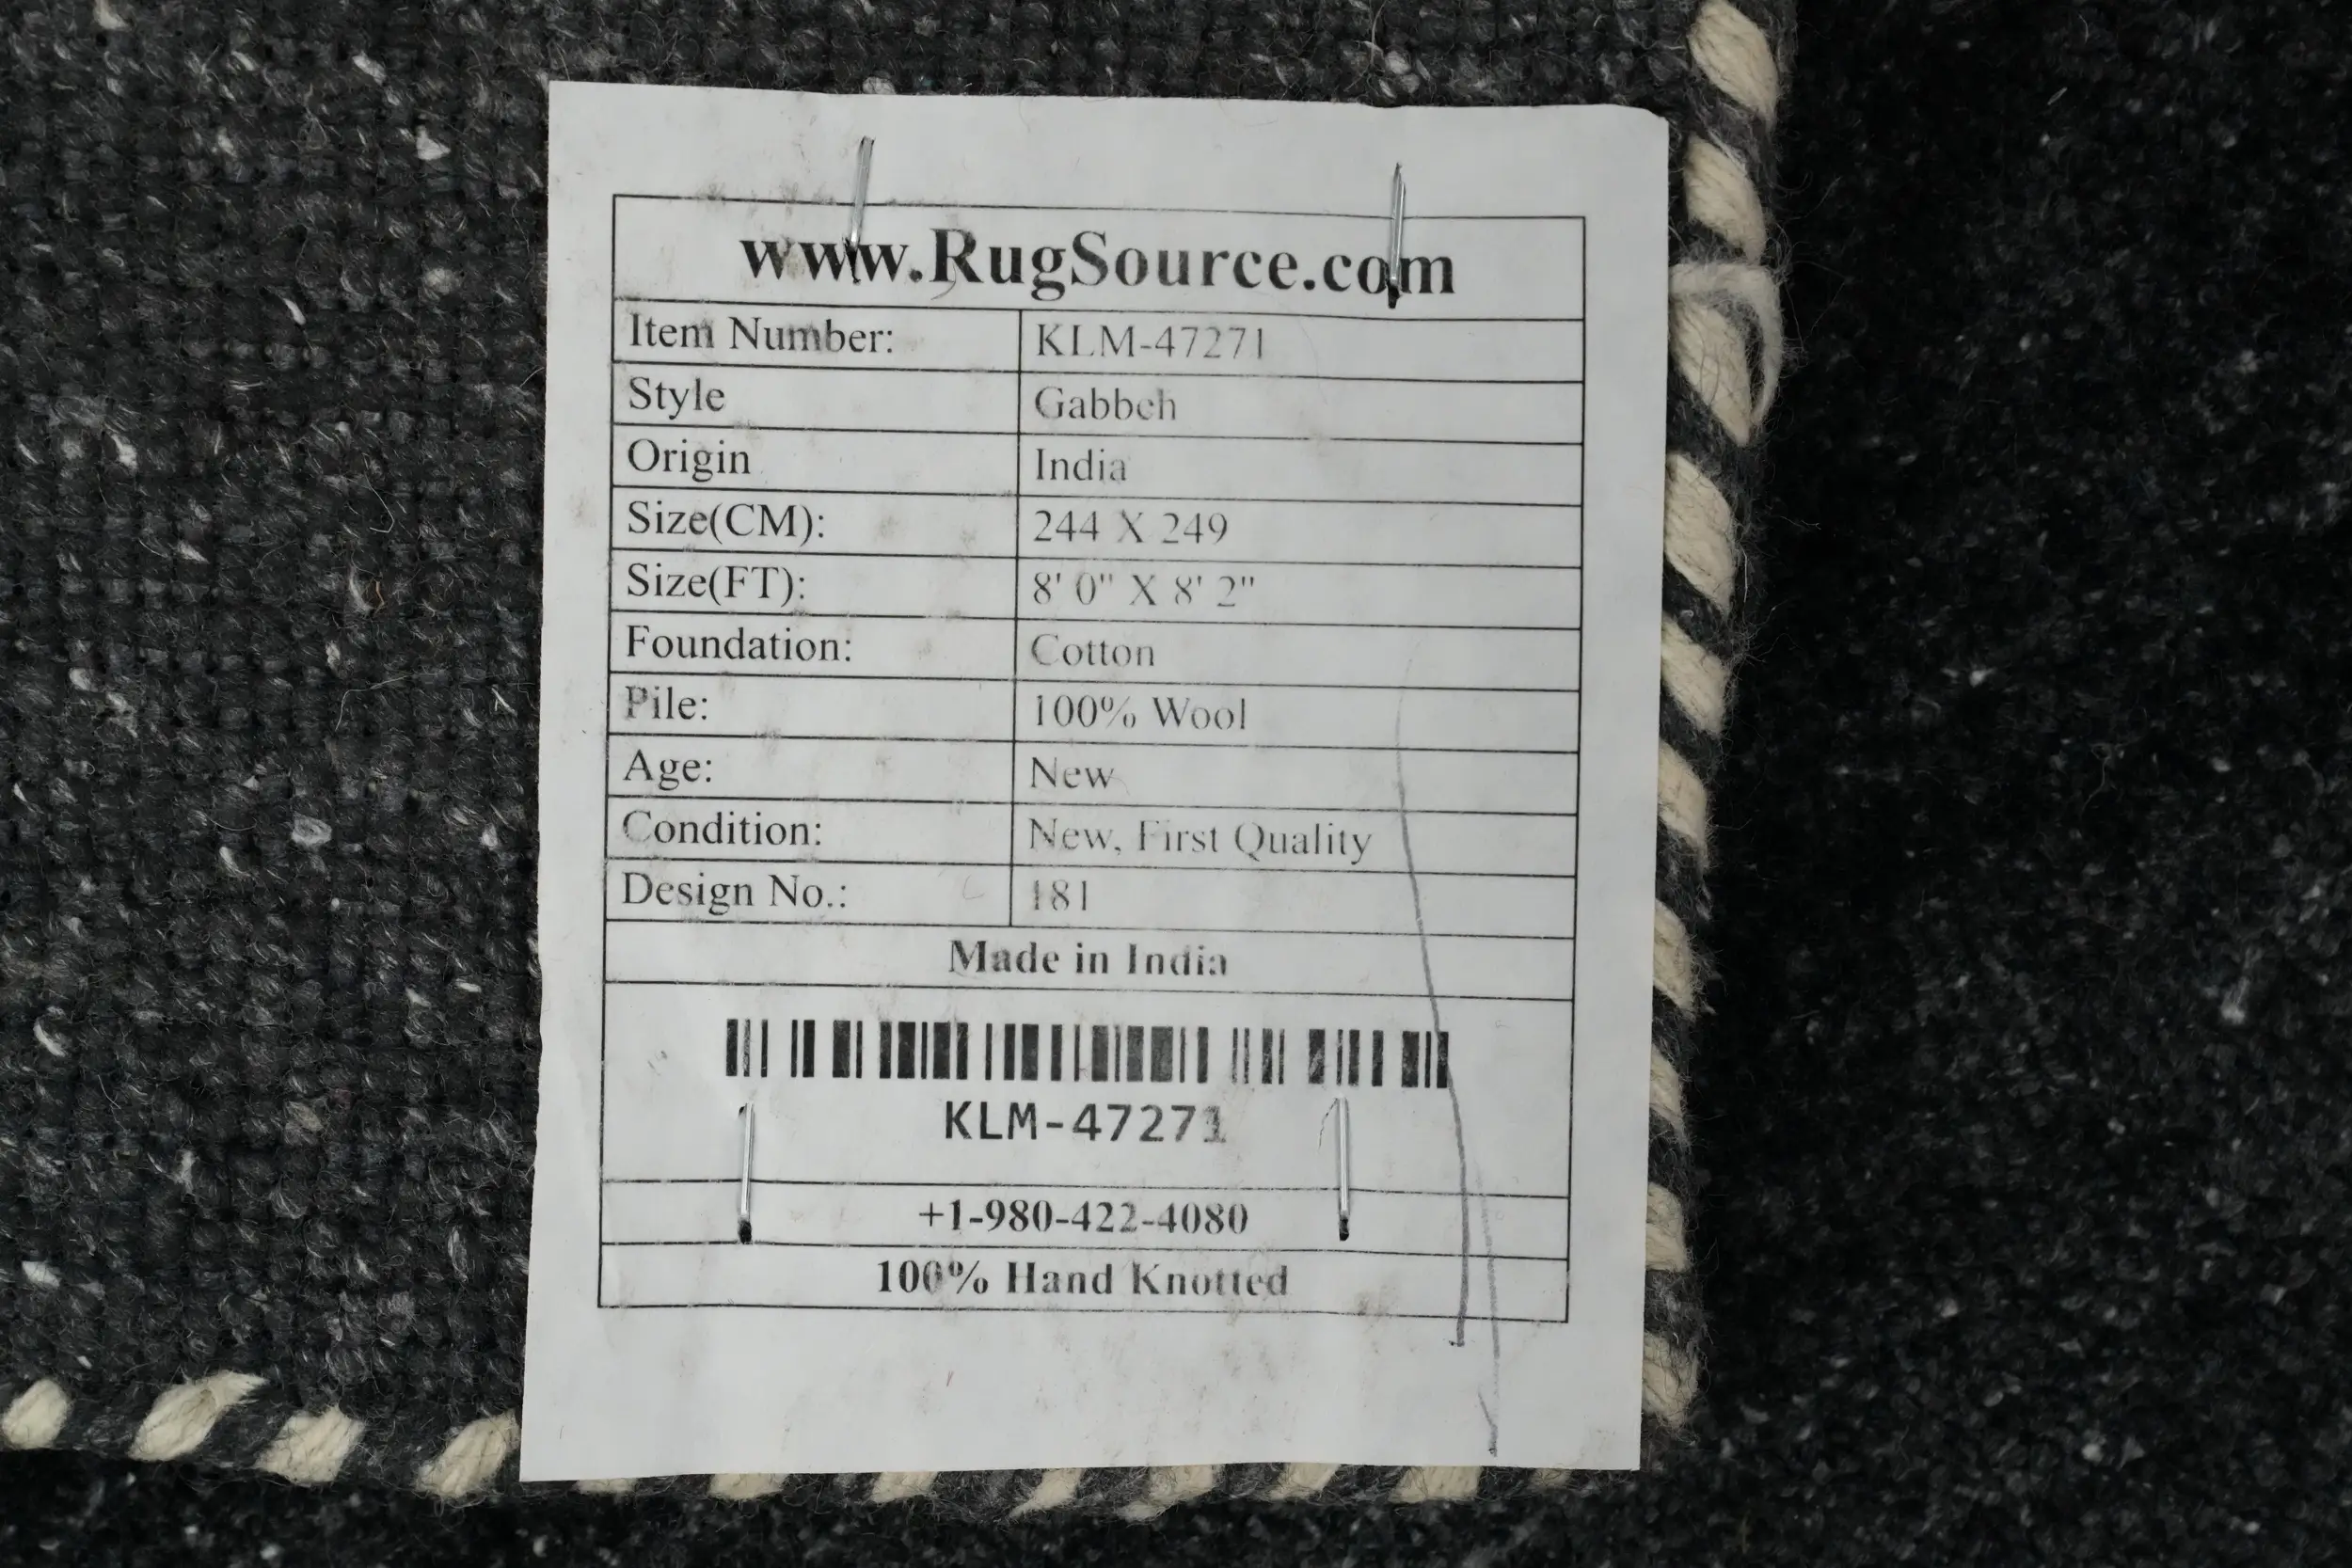 www.RugSource.com
Item Number: KLM-47271
Style Gabbeh
Origin India
Size(CM): 244 X 249
Size(FT): 8' 0" X 8' 2"
Foundation: Cotton
Pile: 100% Wool
Age: New
Condition: New, First Quality
Design No.: 181
Made in India
KLM-47271
+1-980-422-4080
100% Hand Knotted